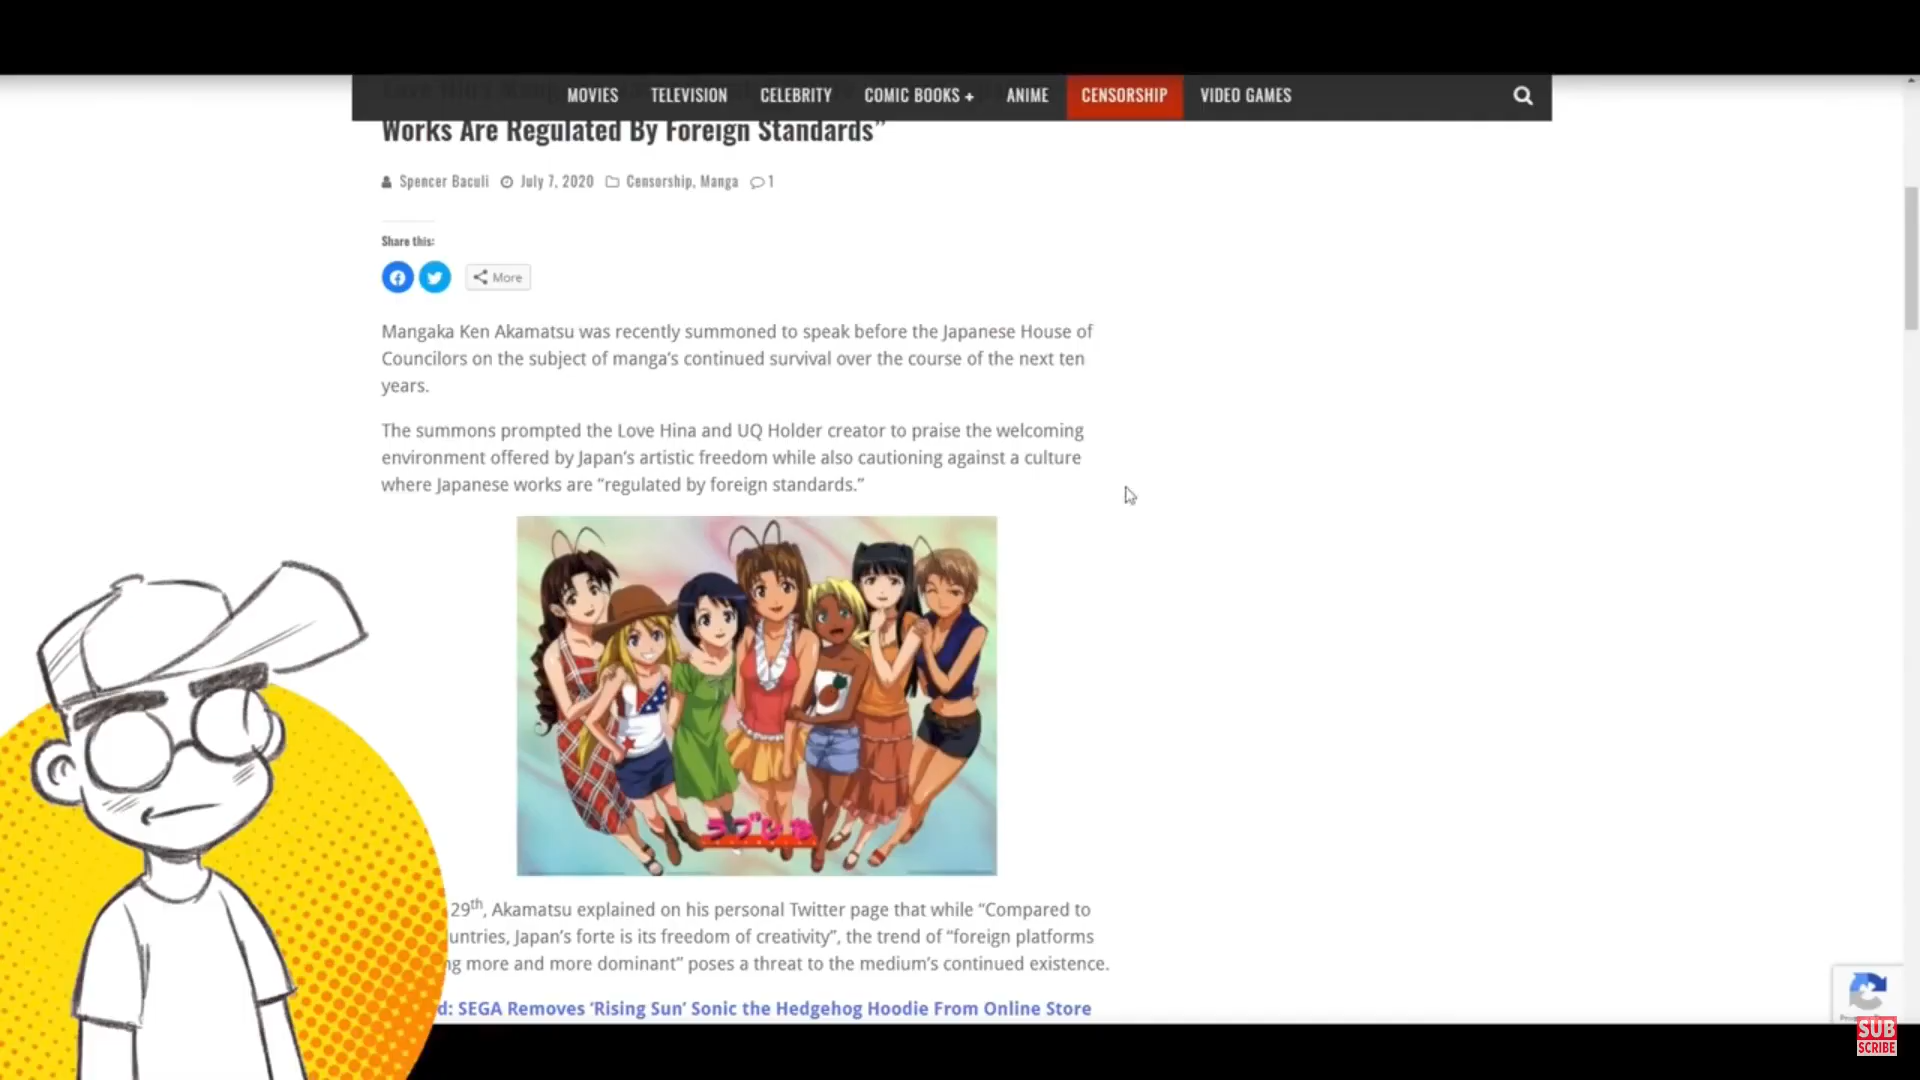 MOVIES TELEVISION CELEBRITY COMIC BOOKS + ANIME CENSORSHIP VIDEO GAMES
Works Are Regulated By Foreign Standards”
Spencer Baculi July 7, 2020 Censorship, Manga 1
Share this:
More
Mangaka Ken Akamatsu was recently summoned to speak before the Japanese House of
Councilors on the subject of manga’s continued survival over the course of the next ten
years.
The summons prompted the Love Hina and UQ Holder creator to praise the welcoming
environment offered by Japan’s artistic freedom while also cautioning against a culture
where Japanese works are “regulated by foreign standards.”
ラブひな
29th, Akamatsu explained on his personal Twitter page that while “Compared to
untries, Japan’s forte is its freedom of creativity”, the trend of “foreign platforms
ng more and more dominant” poses a threat to the medium’s continued existence.
d: SEGA Removes ‘Rising Sun’ Sonic the Hedgehog Hoodie From Online Store
SUB
SCRIBE